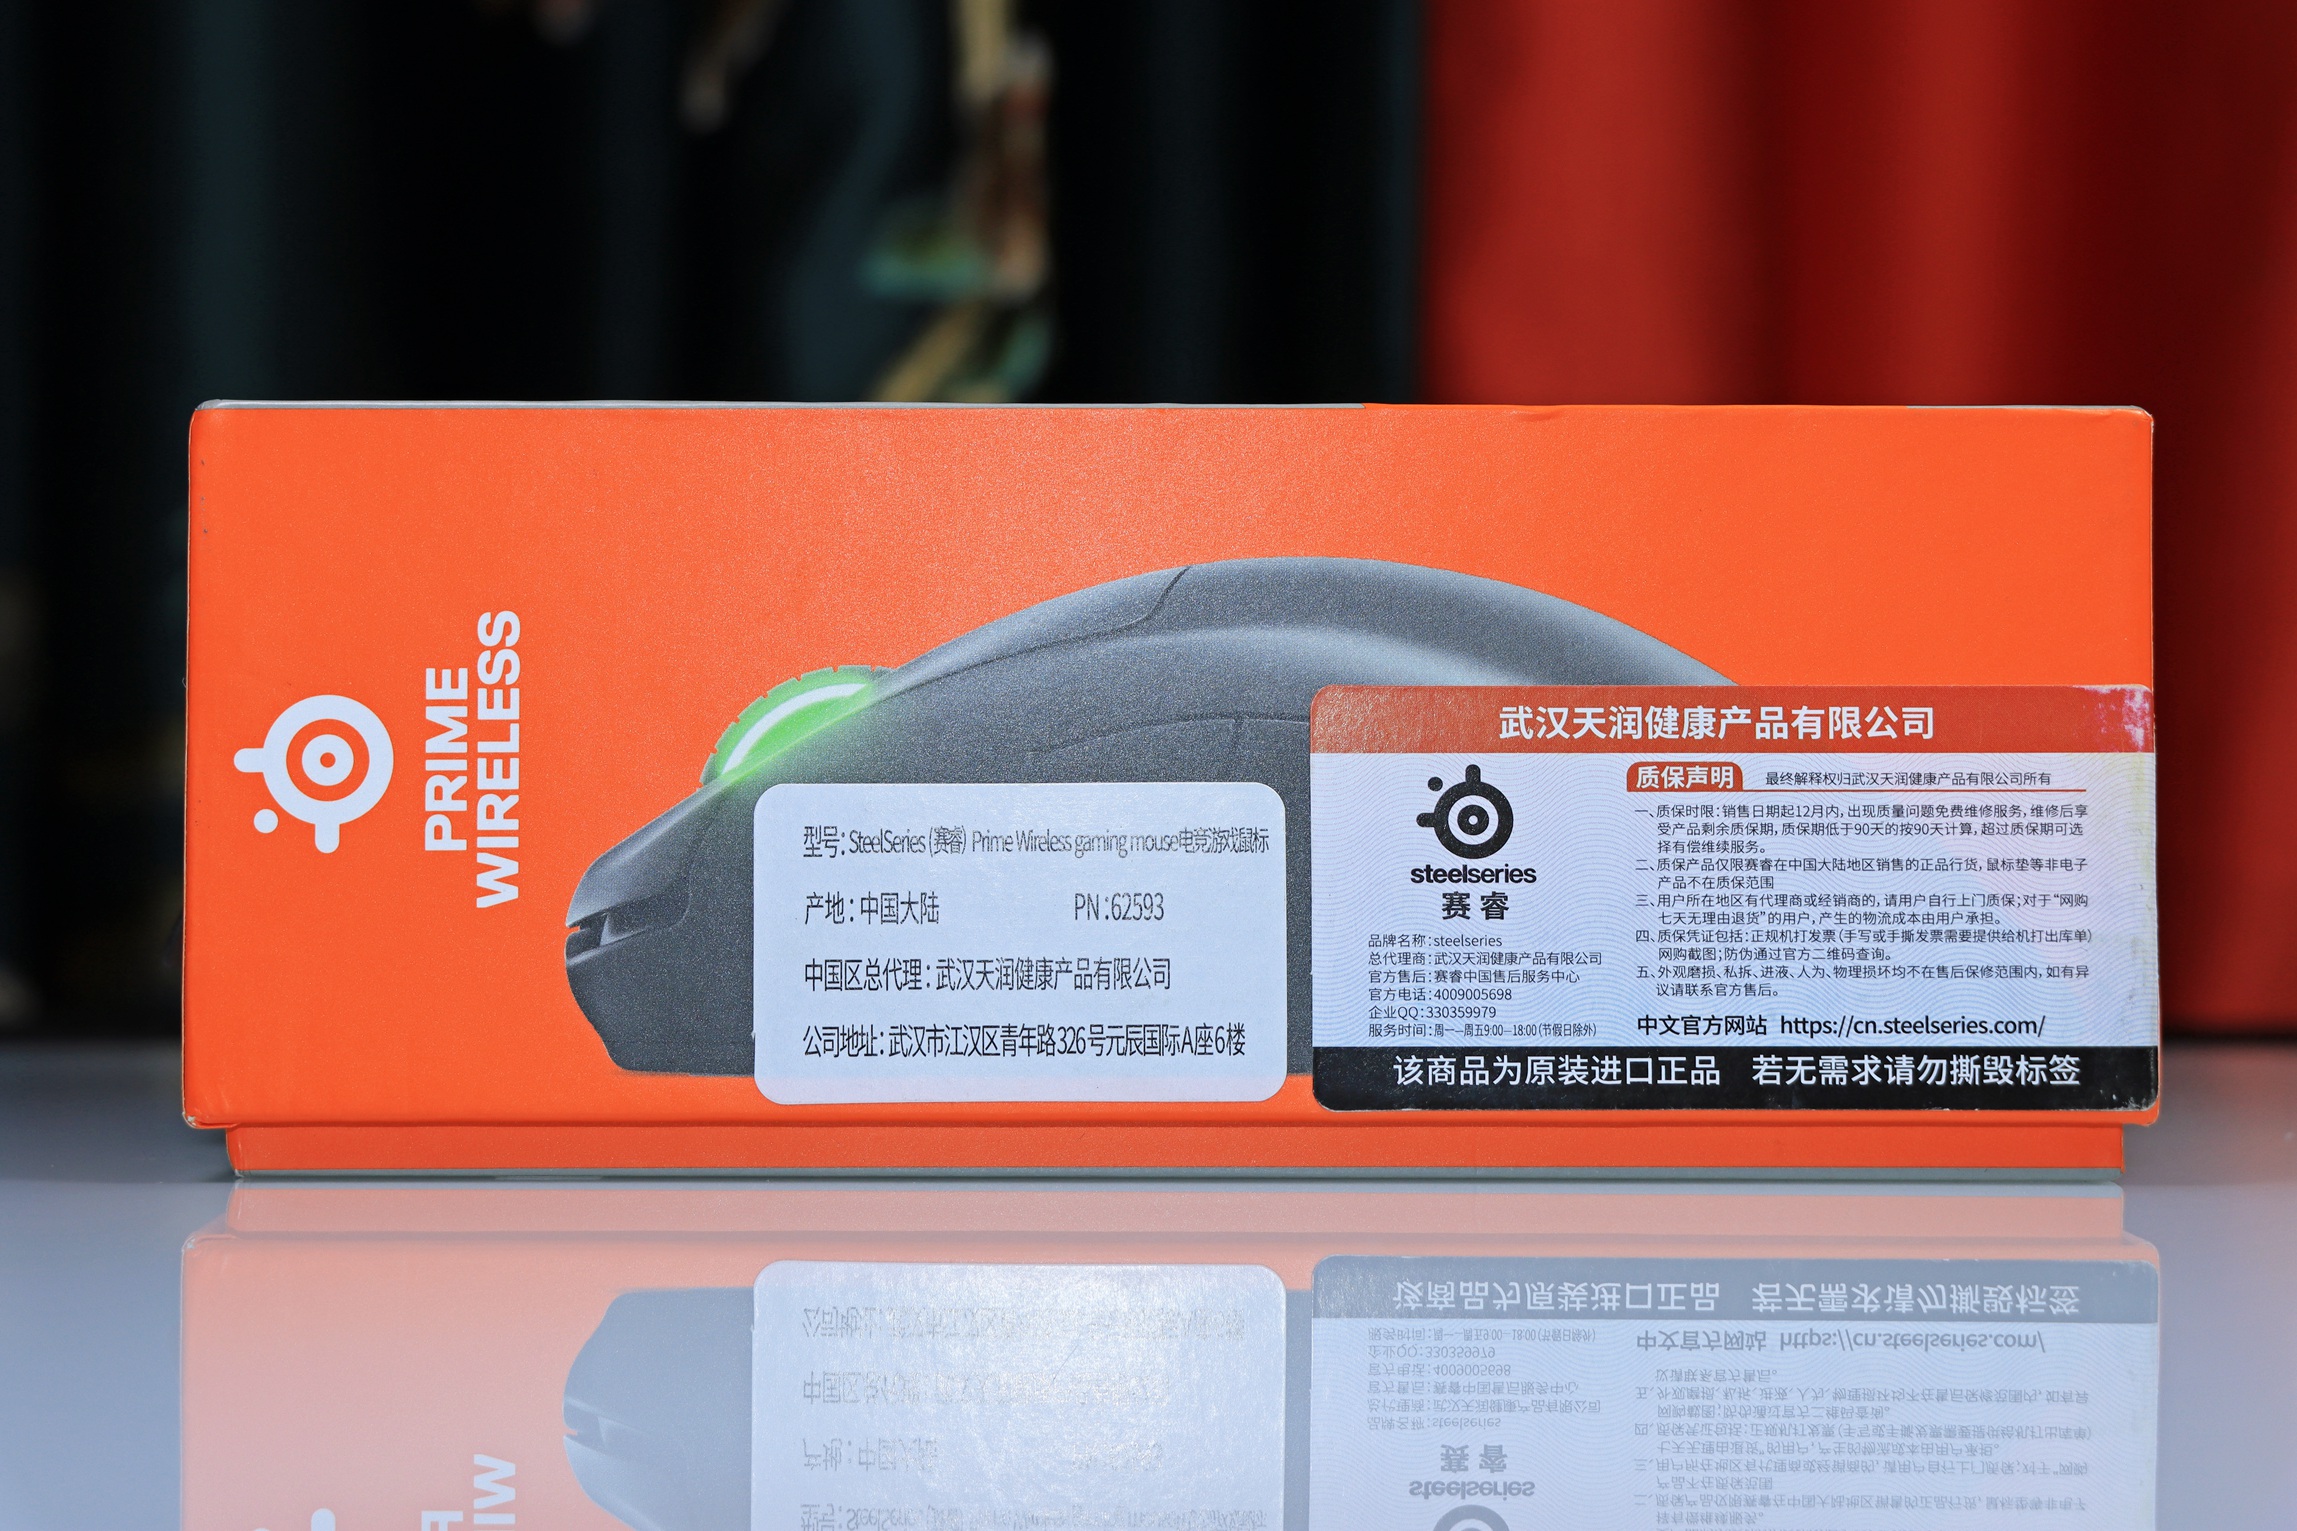 PRIME
WIRELESS
型号: SteelSeries (赛睿) Prime Wireless gaming mouse电竞游戏鼠标
产地: 中国大陆 PN:62593
中国区总代理: 武汉天润健康产品有限公司
公司地址: 武汉市江汉区青年路326号元辰国际A座6楼
武汉天润健康产品有限公司
steelseries
赛睿
品牌名称: steelseries
总代理商: 武汉天润健康产品有限公司
官方售后: 赛睿中国售后服务中心
官方电话: 4009005698
企业QQ: 330359979
服务时间: 周一一周五9:00—18:00(节假日除外)
质保声明 最终解释权归武汉天润健康产品有限公司所有
一、质保时限: 销售日期起12月内, 出现质量问题免费维修服务, 维修后享
受产品剩余质保期, 质保期低于90天的按90天计算, 超过质保期可选
择有偿维续服务。
二、质保产品仅限赛睿在中国大陆地区销售的正品行货, 鼠标垫等非电子
产品不在质保范围
三、用户所在地区有代理商或经销商的, 请用户自行上门质保; 对于“网购
七天无理由退货”的用户, 产生的物流成本由用户承担。
四、质保凭证包括: 正规机打发票(手写或手撕发票需要提供给机打出库单)
网购截图; 防伪通过官方二维码查询。
五、外观磨损、私拆、进液、人为、物理损坏均不在售后保修范围内, 如有异
议请联系官方售后。
中文官方网站 https://cn.steelseries.com/
该商品为原装进口正品 若无需求请勿撕毁标签